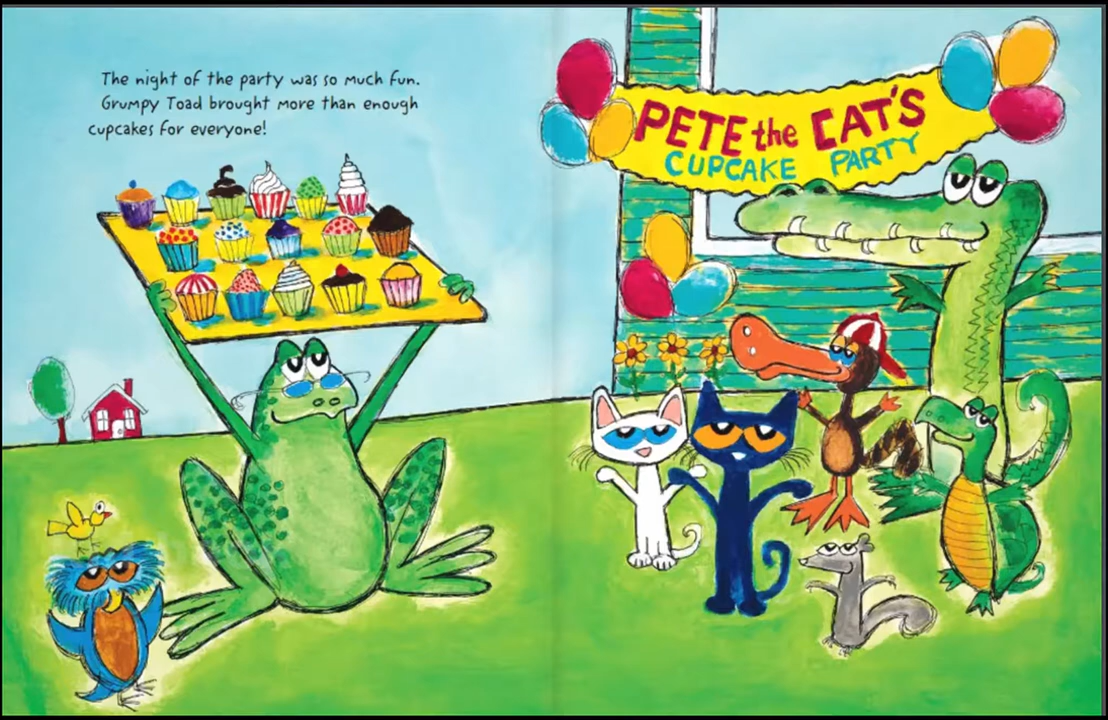 The night of the party was so much fun.
Grumpy Toad brought more than enough
cupcakes for everyone!
PETE the CAT'S
CUPCAKE PARTY